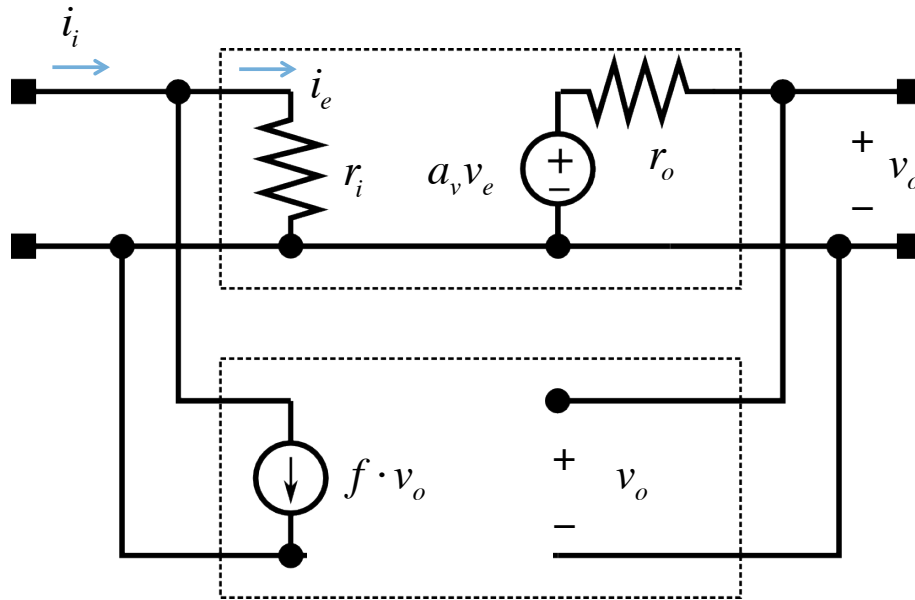 i_i
i_e
r_i
a_v v_e
+
−
r_o
+
v_o
−
f · v_o
+
v_o
−